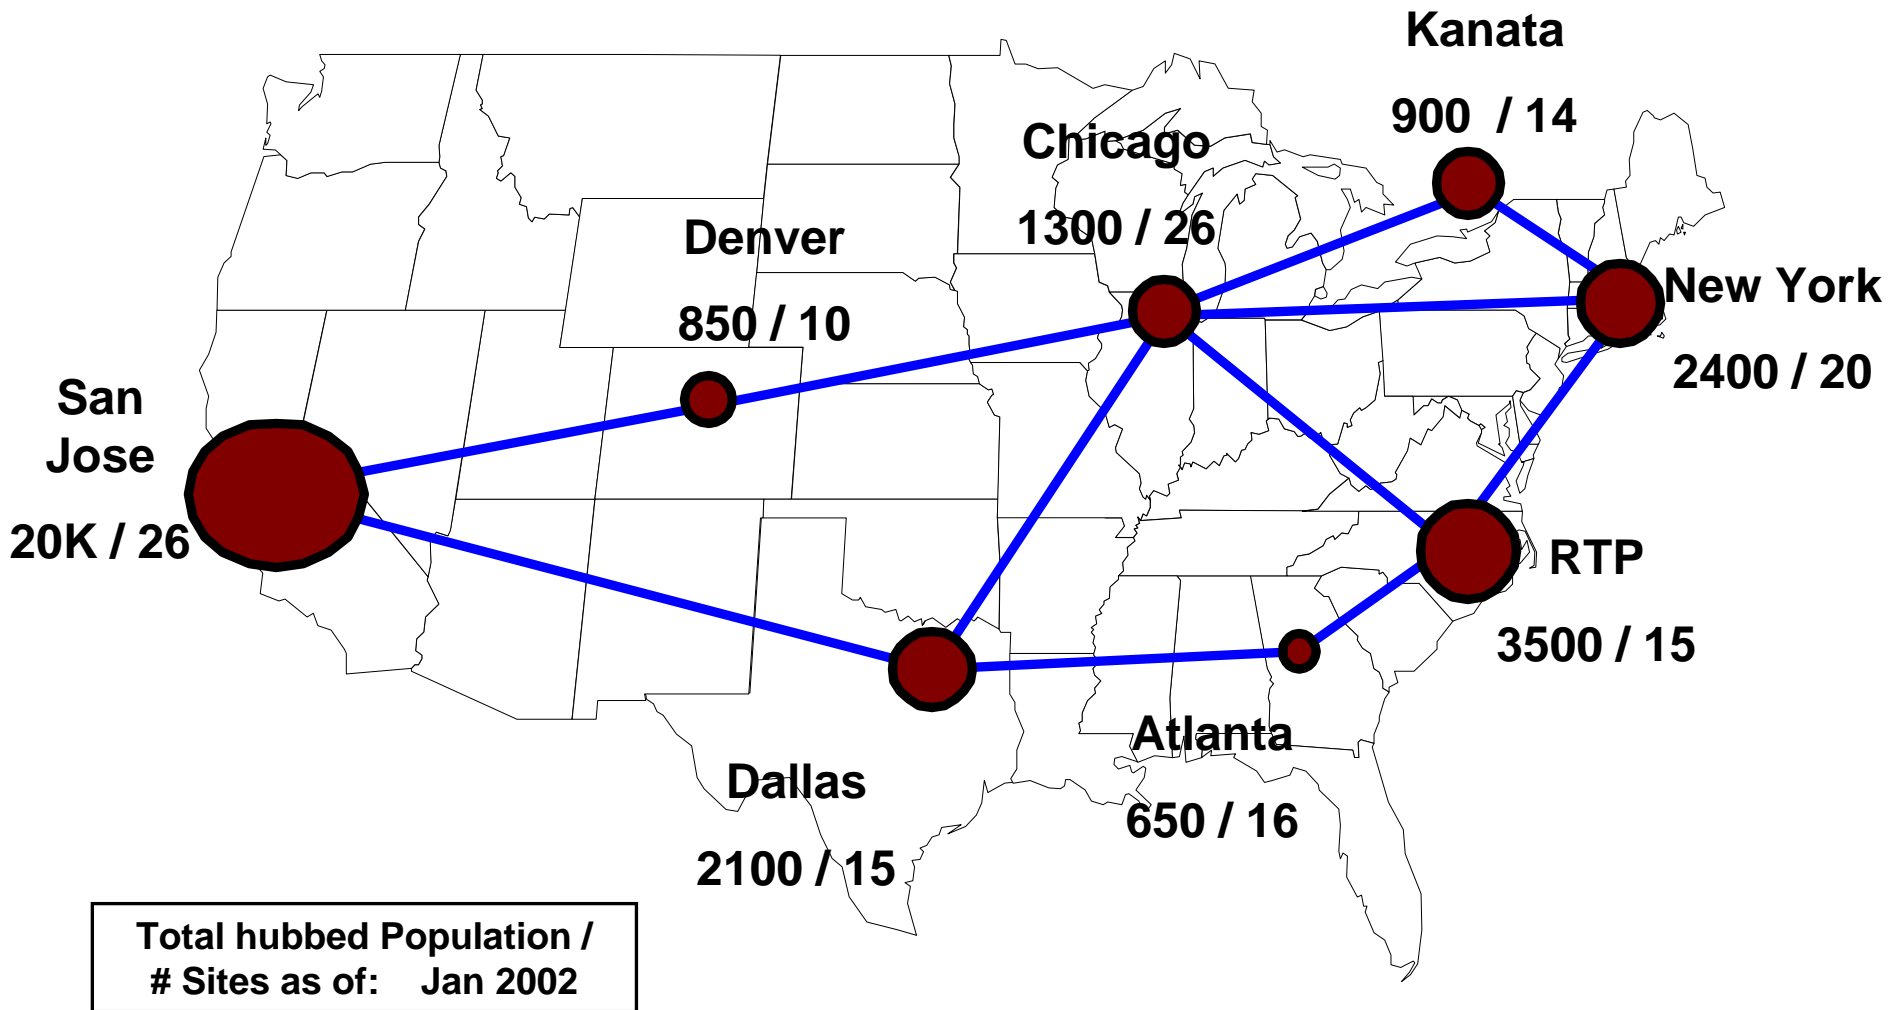 Kanata
900 / 14
Chicago
1300 / 26
Denver
850 / 10
New York
2400 / 20
San
Jose
20K / 26
RTP
3500 / 15
Atlanta
650 / 16
Dallas
2100 / 15
Total hubbed Population /
# Sites as of: Jan 2002